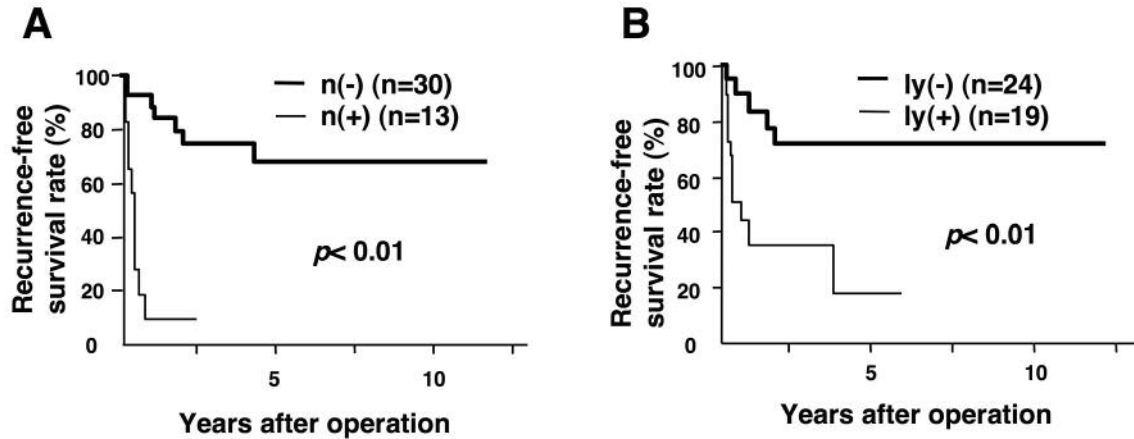 A
Recurrence-free
survival rate (%)
100
80
60
40
20
0
n(-) (n=30)
n(+) (n=13)
p< 0.01
5
10
Years after operation
B
Recurrence-free
survival rate (%)
100
80
60
40
20
0
ly(-) (n=24)
ly(+) (n=19)
p< 0.01
5
10
Years after operation